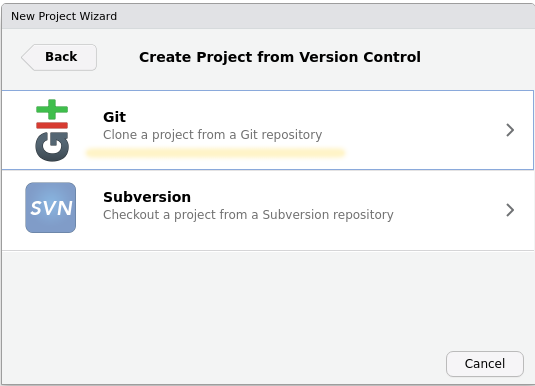 New Project Wizard
Back
Create Project from Version Control
git
Git
Clone a project from a Git repository
SVN
Subversion
Checkout a project from a Subversion repository
Cancel